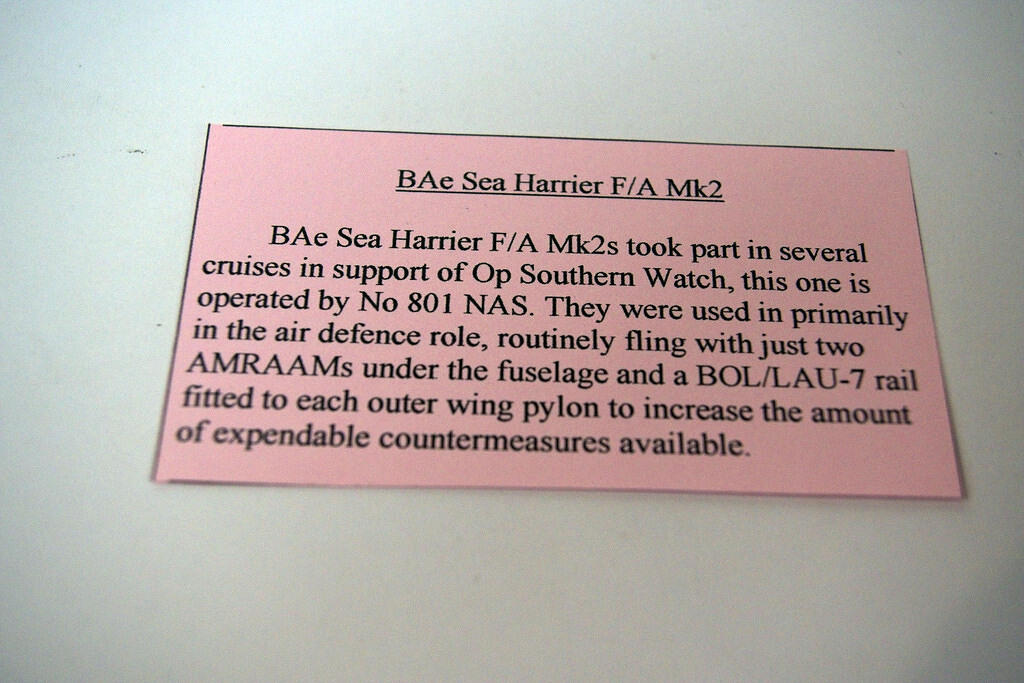 BAe Sea Harrier F/A Mk2
BAe Sea Harrier F/A Mk2s took part in several
cruises in support of Op Southern Watch, this one is
operated by No 801 NAS. They were used in primarily
in the air defence role, routinely fling with just two
AMRAAMs under the fuselage and a BOL/LAU-7 rail
fitted to each outer wing pylon to increase the amount
of expendable countermeasures available.